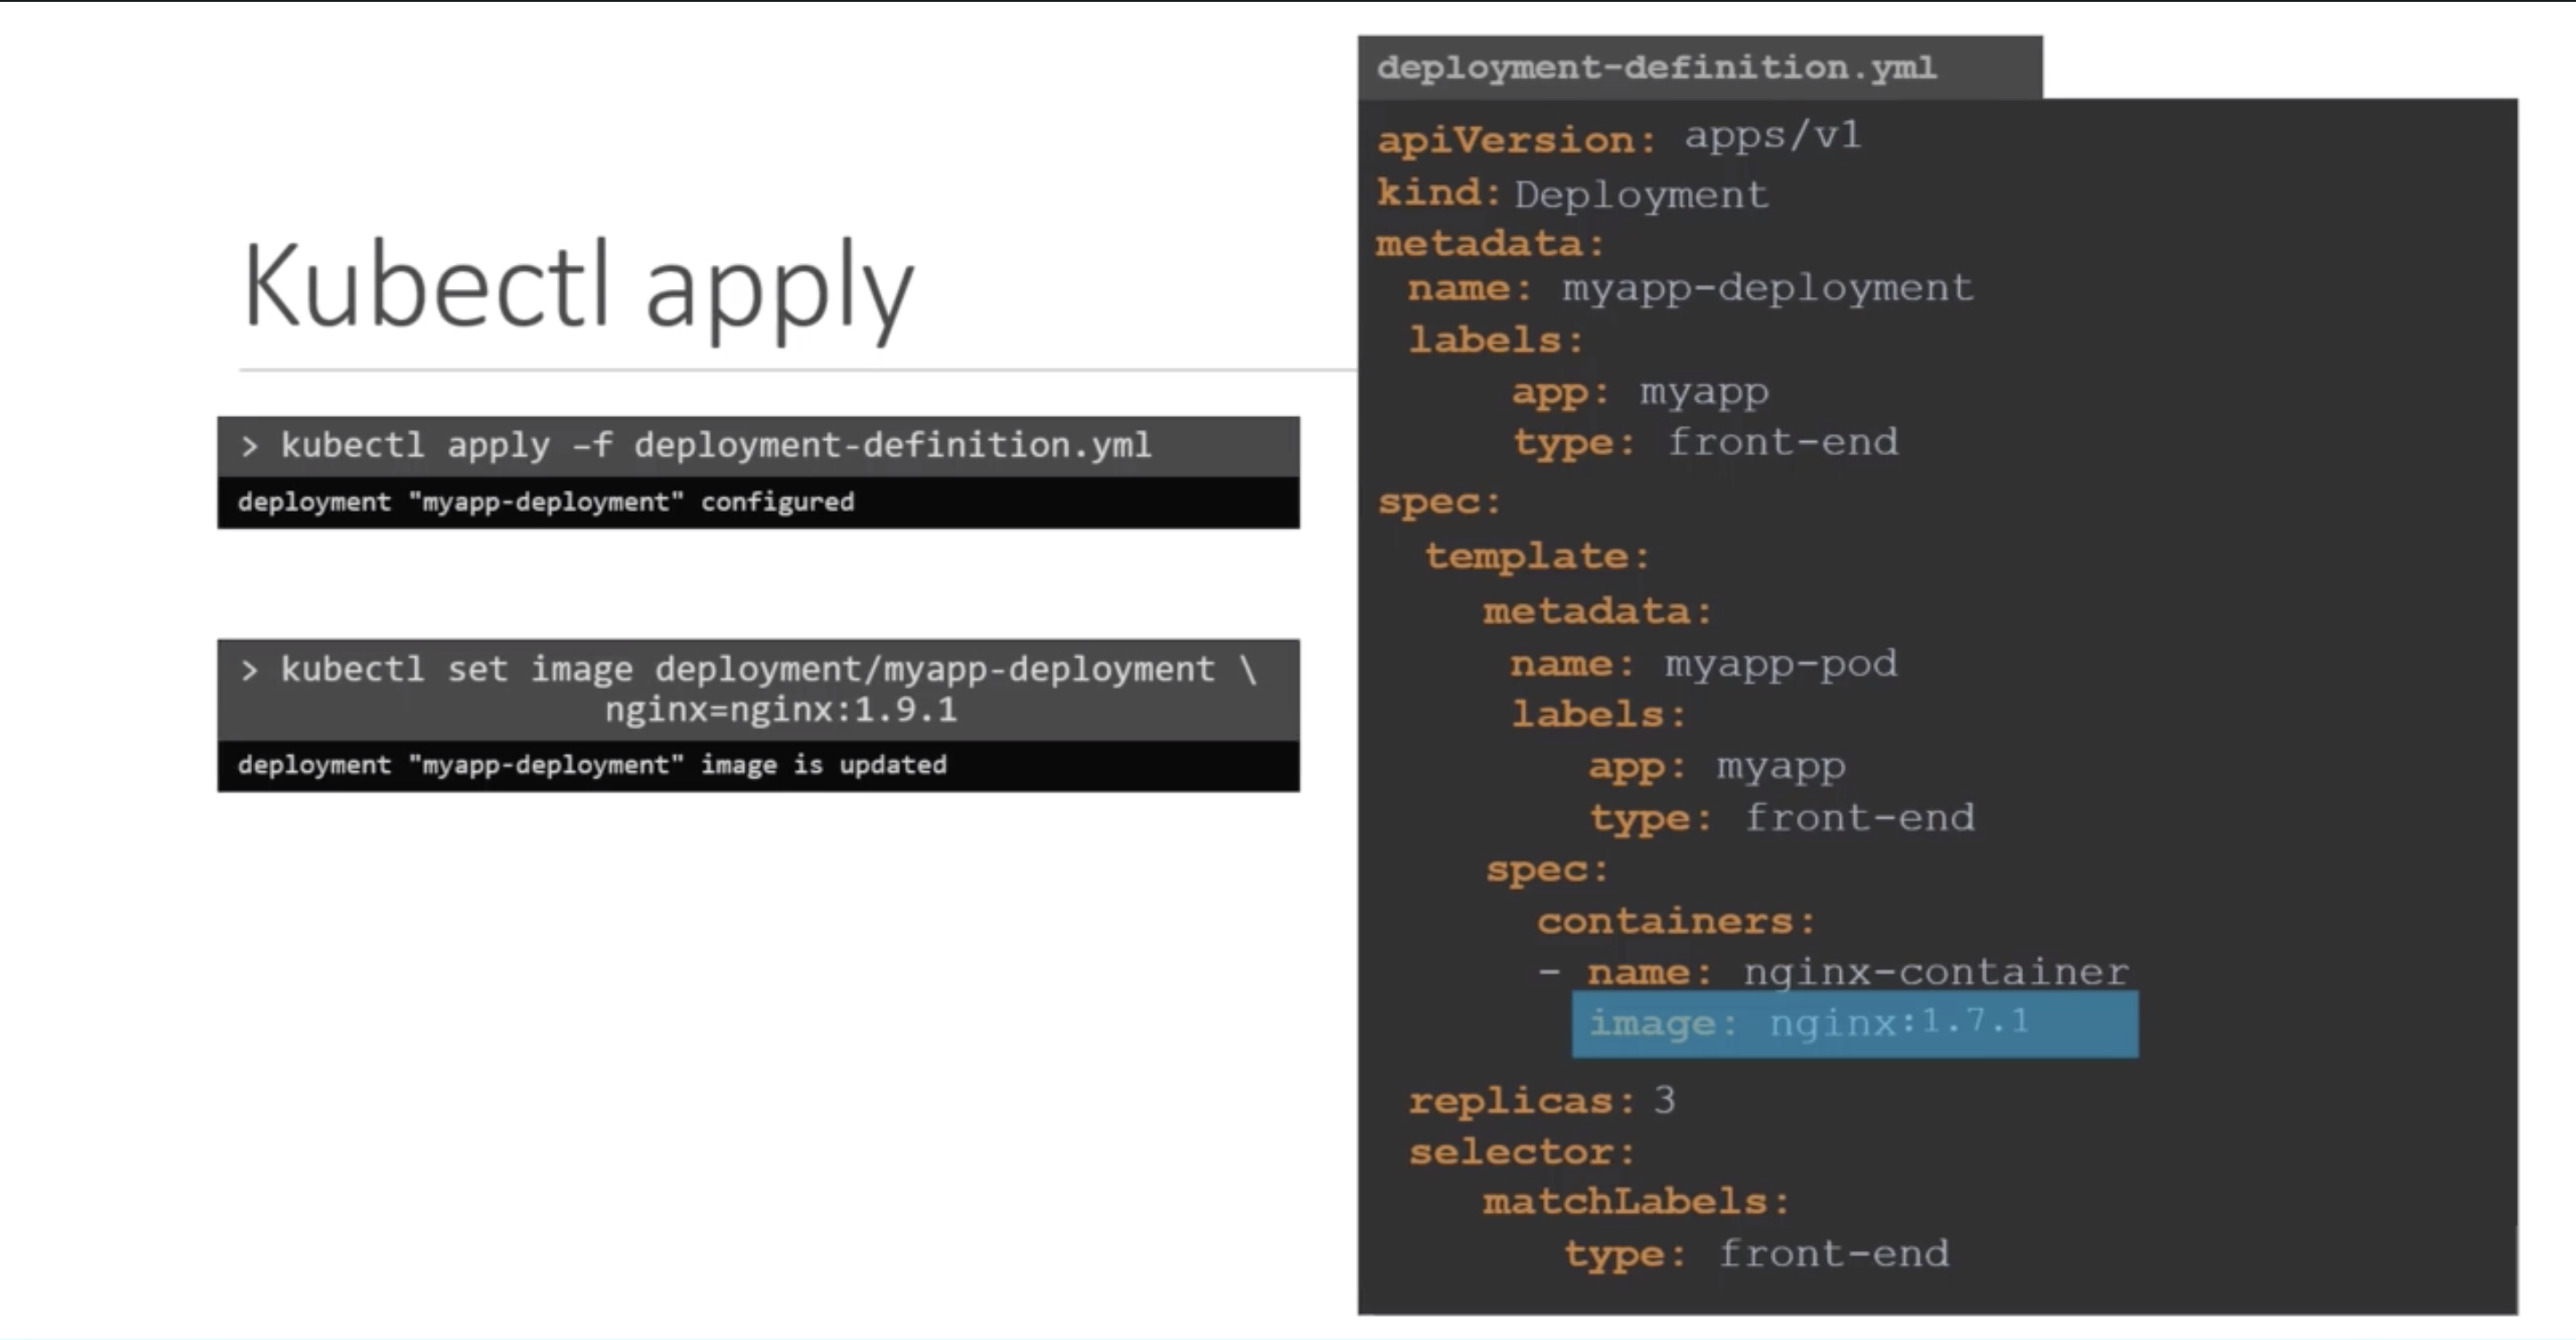 Kubectl apply
> kubectl apply –f deployment-definition.yml
deployment "myapp-deployment" configured
> kubectl set image deployment/myapp-deployment \
nginx=nginx:1.9.1
deployment "myapp-deployment" image is updated
deployment-definition.yml
apiVersion: apps/v1
kind: Deployment
metadata:
name: myapp-deployment
labels:
app: myapp
type: front-end
spec:
template:
metadata:
name: myapp-pod
labels:
app: myapp
type: front-end
spec:
containers:
- name: nginx-container
image: nginx:1.7.1
replicas: 3
selector:
matchLabels:
type: front-end